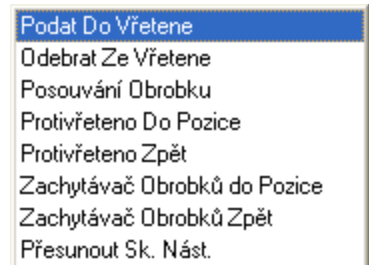 Podat Do Vřetene
Odebrat Ze Vřetene
Posouvání Obrobku
Protivřeteno Do Pozice
Protivřeteno Zpět
Zachytávač Obrobků do Pozice
Zachytávač Obrobků Zpět
Přesunout Sk. Nást.